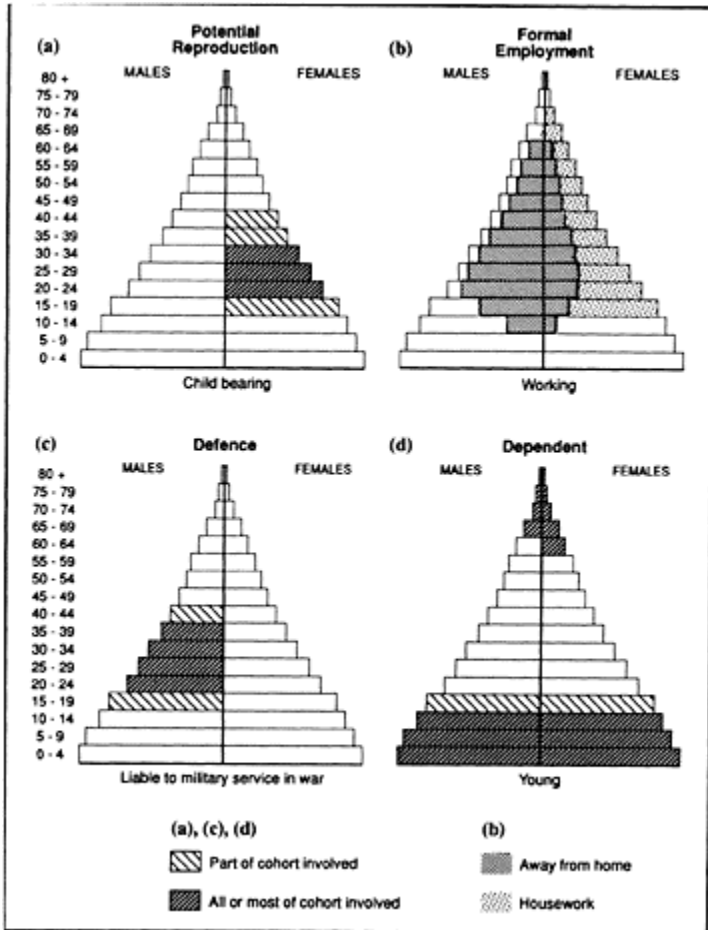 (a)
Potential
Reproduction
MALES
FEMALES
80 +
75 - 79
70 - 74
65 - 69
60 - 64
55 - 59
50 - 54
45 - 49
40 - 44
35 - 39
30 - 34
25 - 29
20 - 24
15 - 19
10 - 14
5 - 9
0 - 4
Child bearing
(b)
Formal
Employment
MALES
FEMALES
Working
(c)
Defence
MALES
FEMALES
80 +
75 - 79
70 - 74
65 - 69
60 - 64
55 - 59
50 - 54
45 - 49
40 - 44
35 - 39
30 - 34
25 - 29
20 - 24
15 - 19
10 - 14
5 - 9
0 - 4
Liable to military service in war
(d)
Dependent
MALES
FEMALES
Young
(a), (c), (d)
Part of cohort involved
All or most of cohort involved
(b)
Away from home
Housework